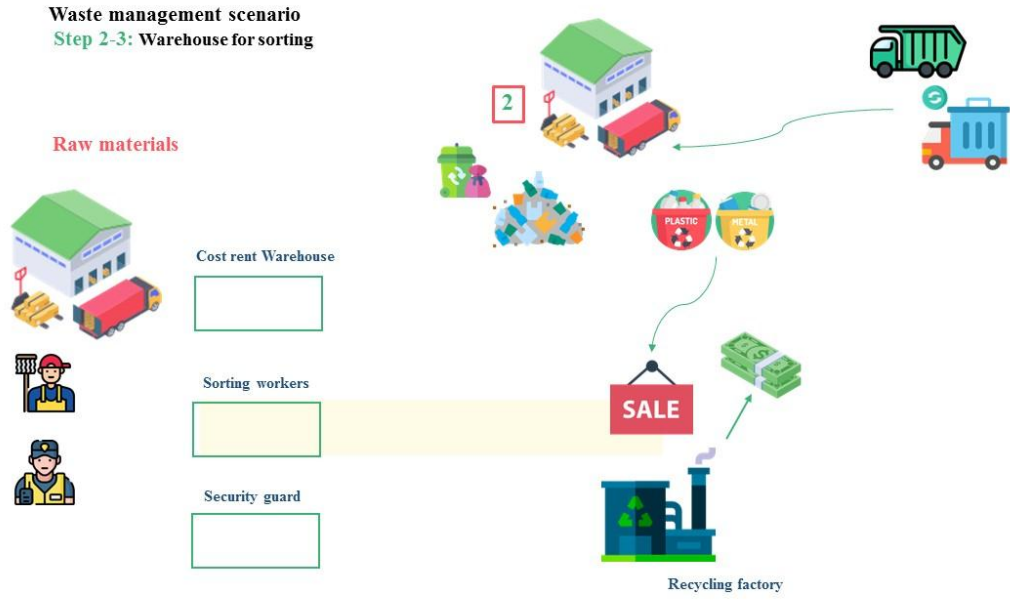 Waste management scenario
Step 2-3: Warehouse for sorting
2
Raw materials
PLASTIC
METAL
Cost rent Warehouse
Sorting workers
SALE
Security guard
Recycling factory